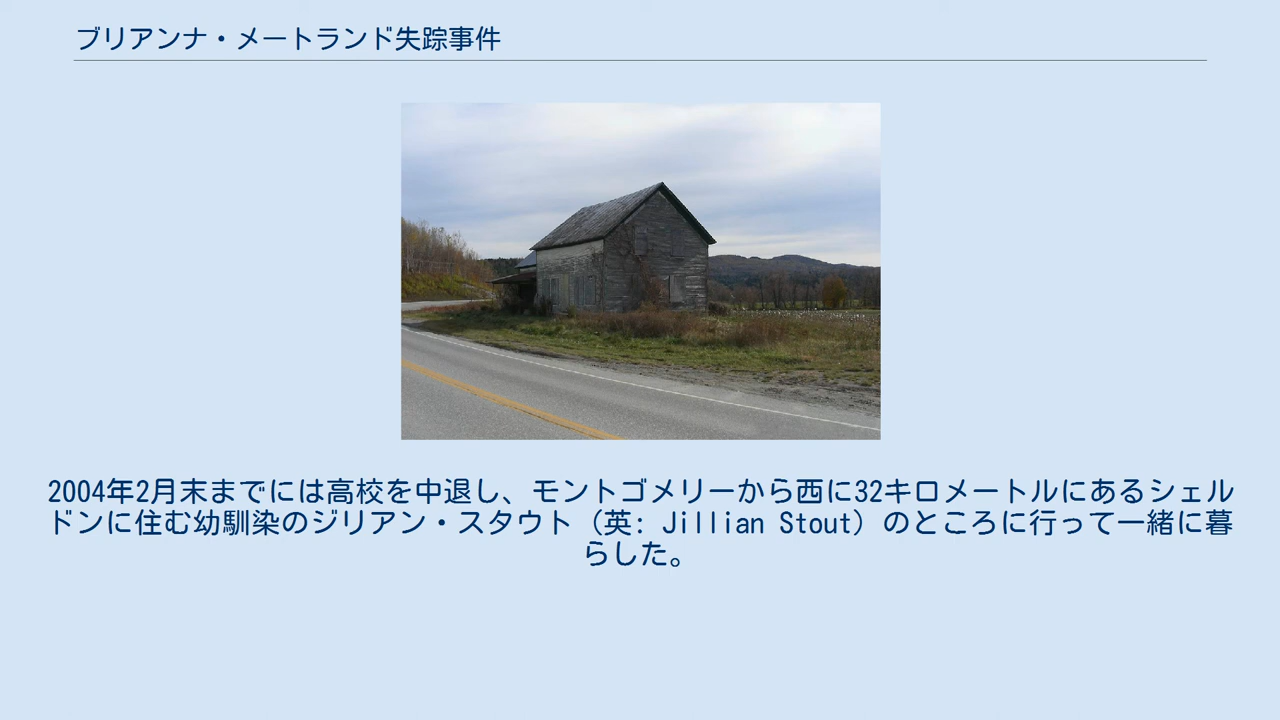 ブリアンナ・メートランド失踪事件
2004年2月末までには高校を中退し、モントゴメリーから西に32キロメートルにあるシェル
ドンに住む幼馴染のジリアン・スタウト（英: Jillian Stout）のところに行って一緒に暮
らした。